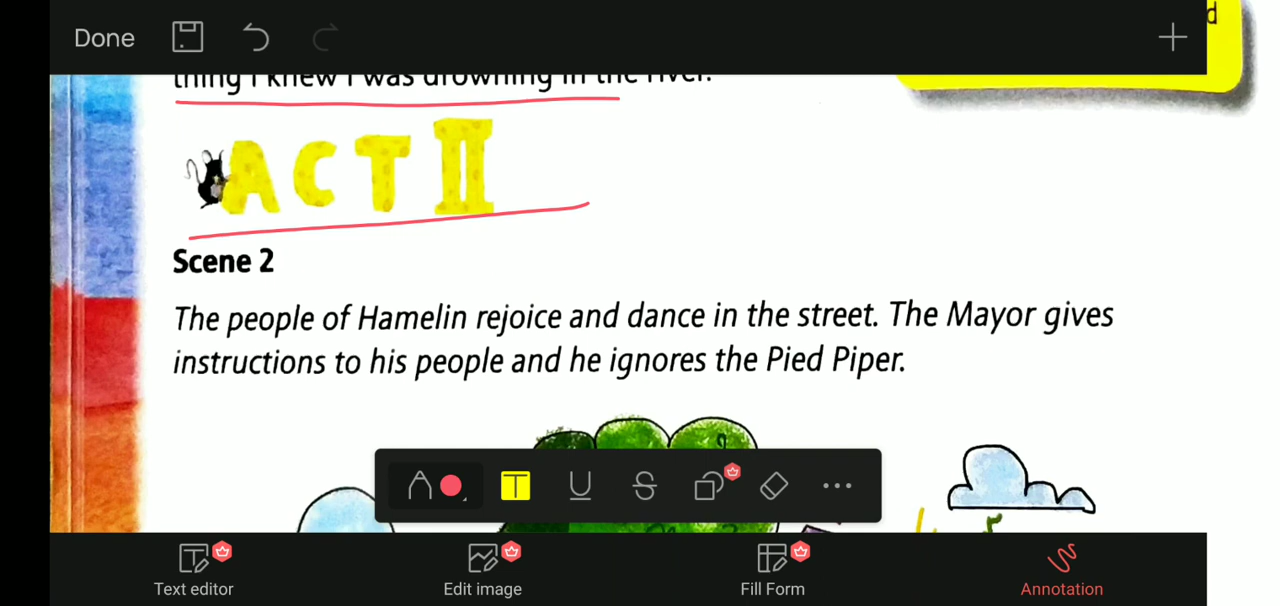 Done
d
thing I knew I was drowning in the river.
ACT II
Scene 2
The people of Hamelin rejoice and dance in the street. The Mayor gives
instructions to his people and he ignores the Pied Piper.
T U S
Text editor
Edit image
Fill Form
Annotation